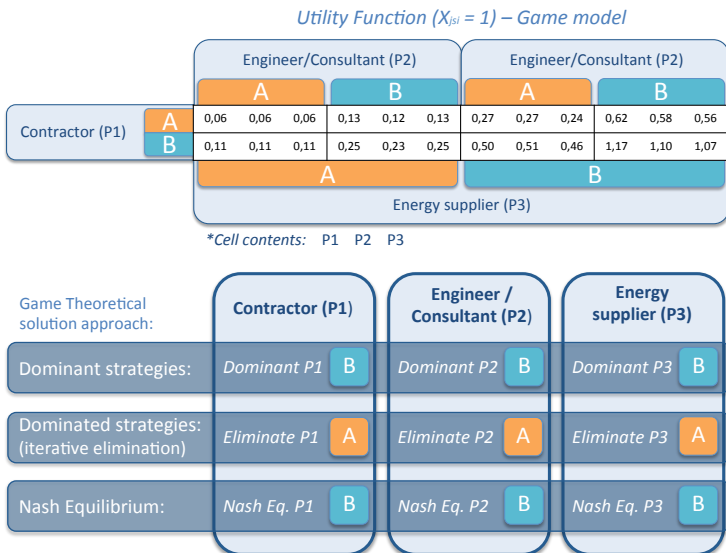 Utility Function (Xjsi = 1) – Game model
Engineer/Consultant (P2) Engineer/Consultant (P2)
A B A B
Contractor (P1) A 0,06 0,06 0,06 0,13 0,12 0,13 0,27 0,27 0,24 0,62 0,58 0,56
B 0,11 0,11 0,11 0,25 0,23 0,25 0,50 0,51 0,46 1,17 1,10 1,07
A B
Energy supplier (P3)
*Cell contents: P1 P2 P3
Game Theoretical
solution approach:
Contractor (P1)
Engineer /
Consultant (P2)
Energy
supplier (P3)
Dominant strategies: Dominant P1 B Dominant P2 B Dominant P3 B
Dominated strategies:
(iterative elimination) Eliminate P1 A Eliminate P2 A Eliminate P3 A
Nash Equilibrium: Nash Eq. P1 B Nash Eq. P2 B Nash Eq. P3 B